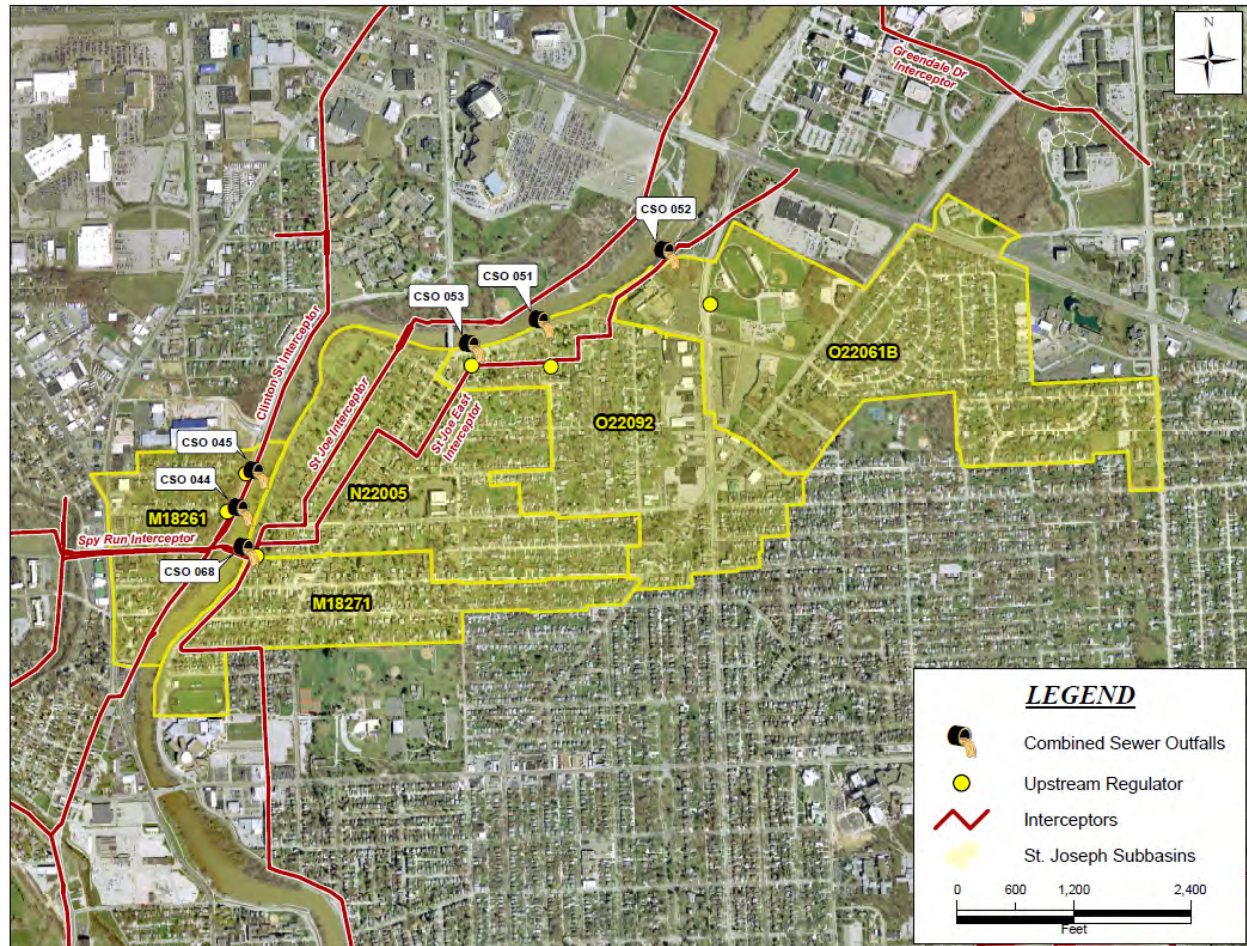 N
Greendale Dr
Interceptor
CSO 052
CSO 051
CSO 053
Clinton St Interceptor
O22061B
St Joe Interceptor
St Joe East
Interceptor
O22092
CSO 045
CSO 044
N22005
M18261
Spy Run Interceptor
CSO 068
M18271
LEGEND
Combined Sewer Outfalls
Upstream Regulator
Interceptors
St. Joseph Subbasins
0 600 1,200 2,400
Feet